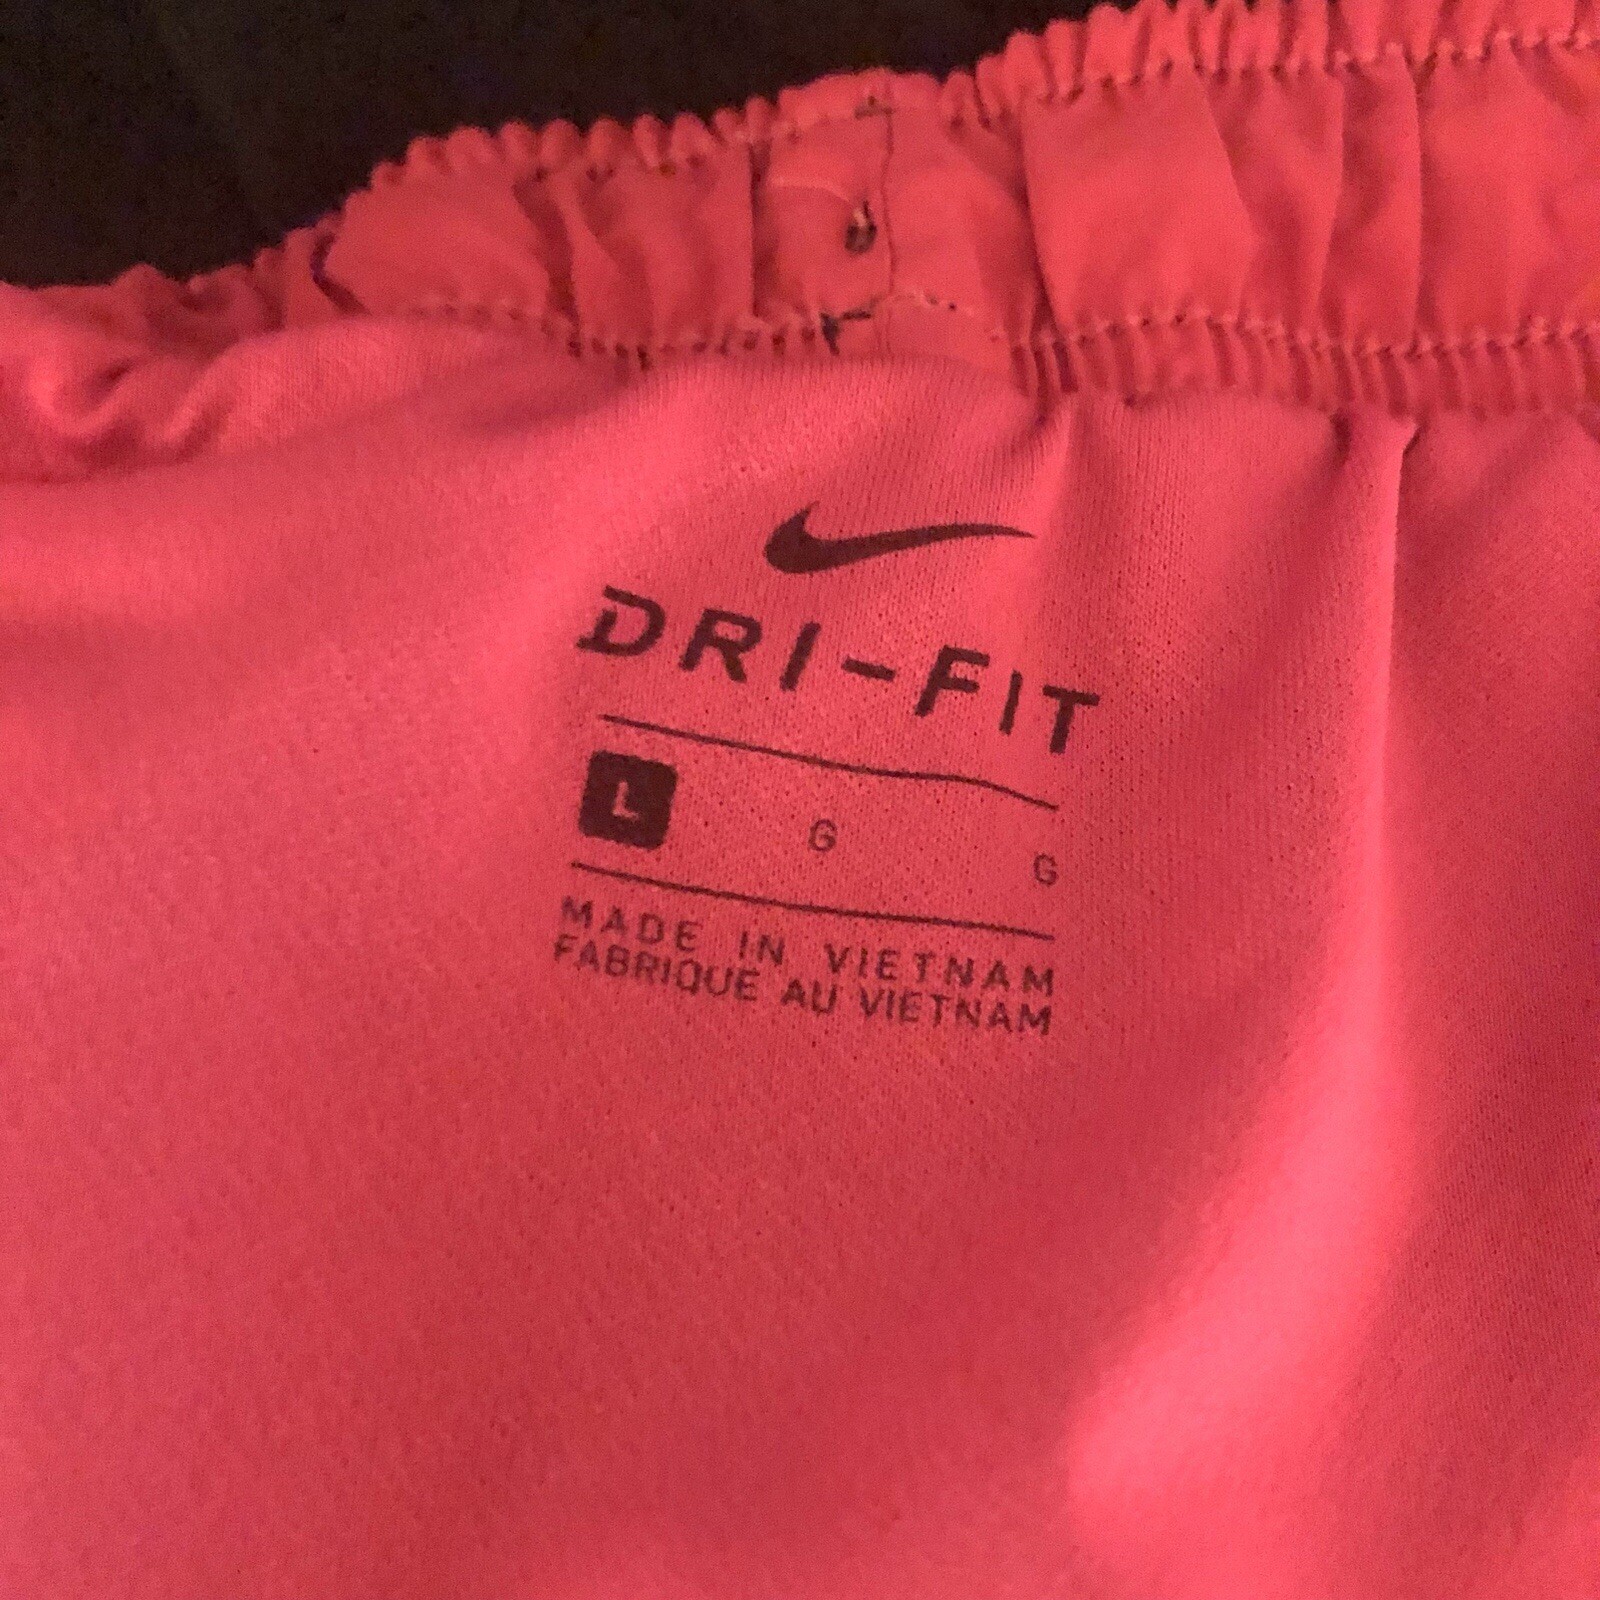 DRI-FIT
L G G
MADE IN VIETNAM
FABRIQUE AU VIETNAM